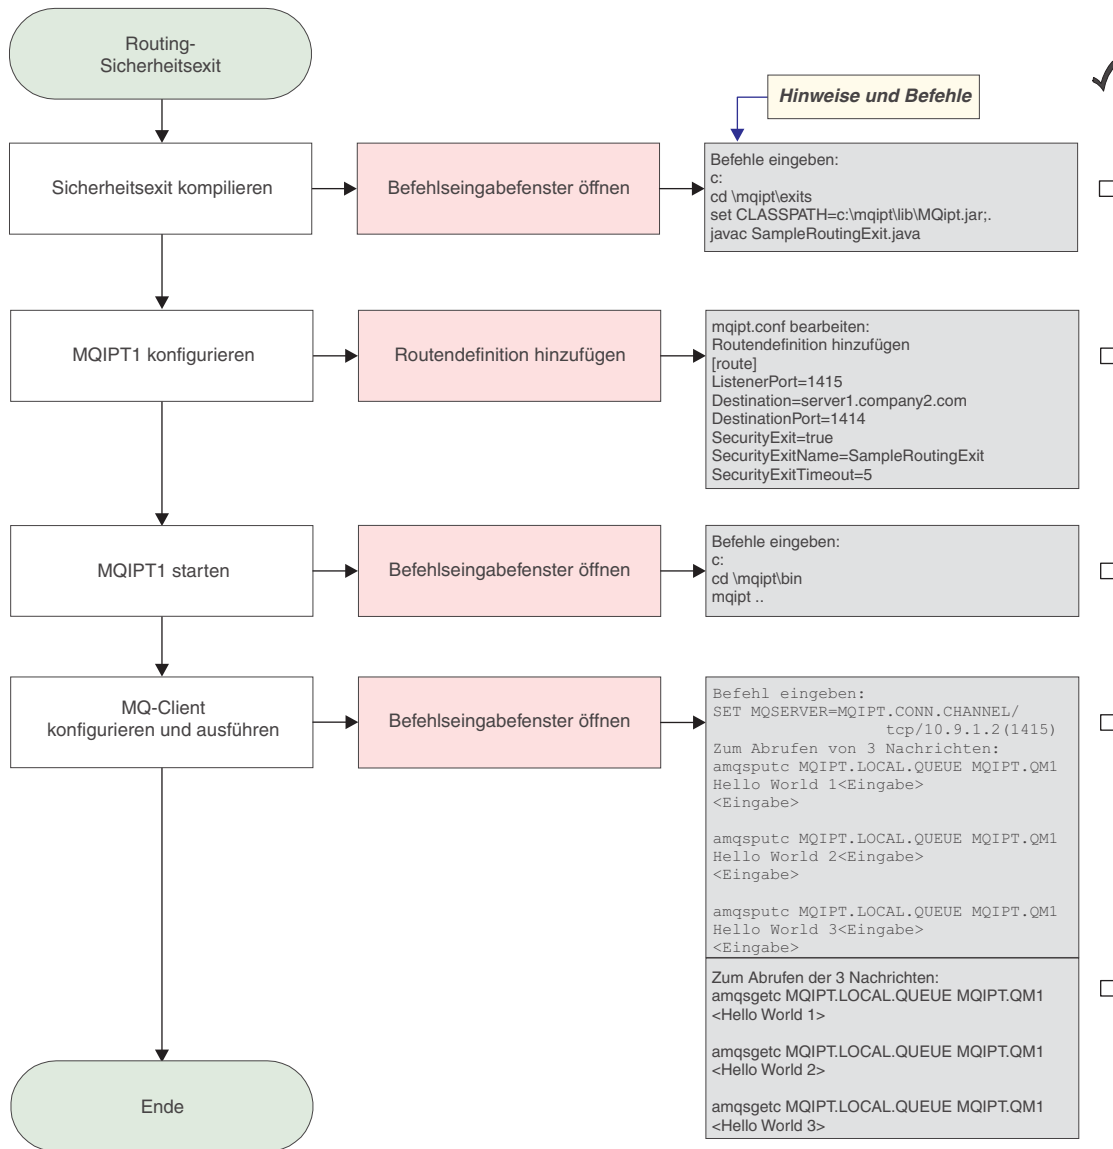 Routing-
Sicherheitsexit
Hinweise und Befehle
Sicherheitsexit kompilieren
Befehlseingabefenster öffnen
Befehle eingeben:
c:
cd \mqipt\exits
set CLASSPATH=c:\mqipt\lib\MQipt.jar;.
javac SampleRoutingExit.java
MQIPT1 konfigurieren
Routendefinition hinzufügen
mqipt.conf bearbeiten:
Routendefinition hinzufügen
[route]
ListenerPort=1415
Destination=server1.company2.com
DestinationPort=1414
SecurityExit=true
SecurityExitName=SampleRoutingExit
SecurityExitTimeout=5
MQIPT1 starten
Befehlseingabefenster öffnen
Befehle eingeben:
c:
cd \mqipt\bin
mqipt ..
MQ-Client
konfigurieren und ausführen
Befehlseingabefenster öffnen
Befehl eingeben:
SET MQSERVER=MQIPT.CONN.CHANNEL/
tcp/10.9.1.2(1415)
Zum Abrufen von 3 Nachrichten:
amqsputc MQIPT.LOCAL.QUEUE MQIPT.QM1
Hello World 1<Eingabe>
<Eingabe>
amqsputc MQIPT.LOCAL.QUEUE MQIPT.QM1
Hello World 2<Eingabe>
<Eingabe>
amqsputc MQIPT.LOCAL.QUEUE MQIPT.QM1
Hello World 3<Eingabe>
<Eingabe>
Zum Abrufen der 3 Nachrichten:
amqsgetc MQIPT.LOCAL.QUEUE MQIPT.QM1
<Hello World 1>
amqsgetc MQIPT.LOCAL.QUEUE MQIPT.QM1
<Hello World 2>
amqsgetc MQIPT.LOCAL.QUEUE MQIPT.QM1
<Hello World 3>
Ende